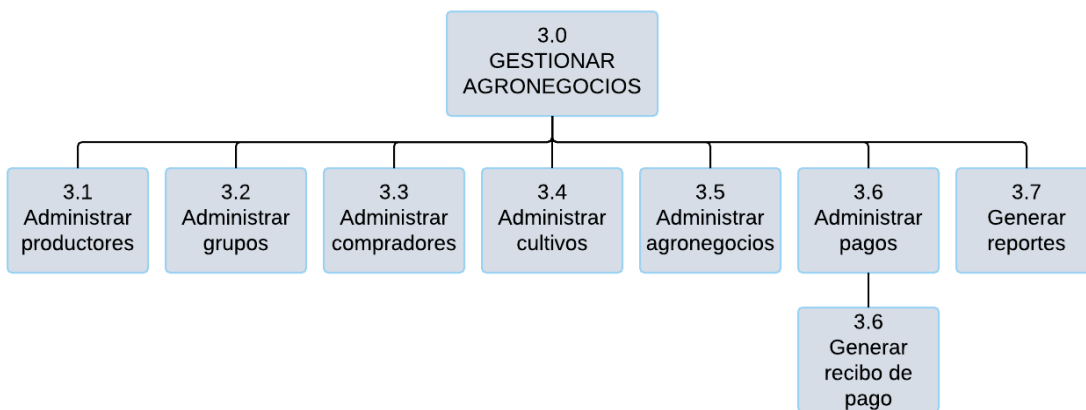 3.0
GESTIONAR
AGRONEGOCIOS
3.1
Administrar
productores
3.2
Administrar
grupos
3.3
Administrar
compradores
3.4
Administrar
cultivos
3.5
Administrar
agronegocios
3.6
Administrar
pagos
3.7
Generar
reportes
3.6
Generar
recibo de
pago